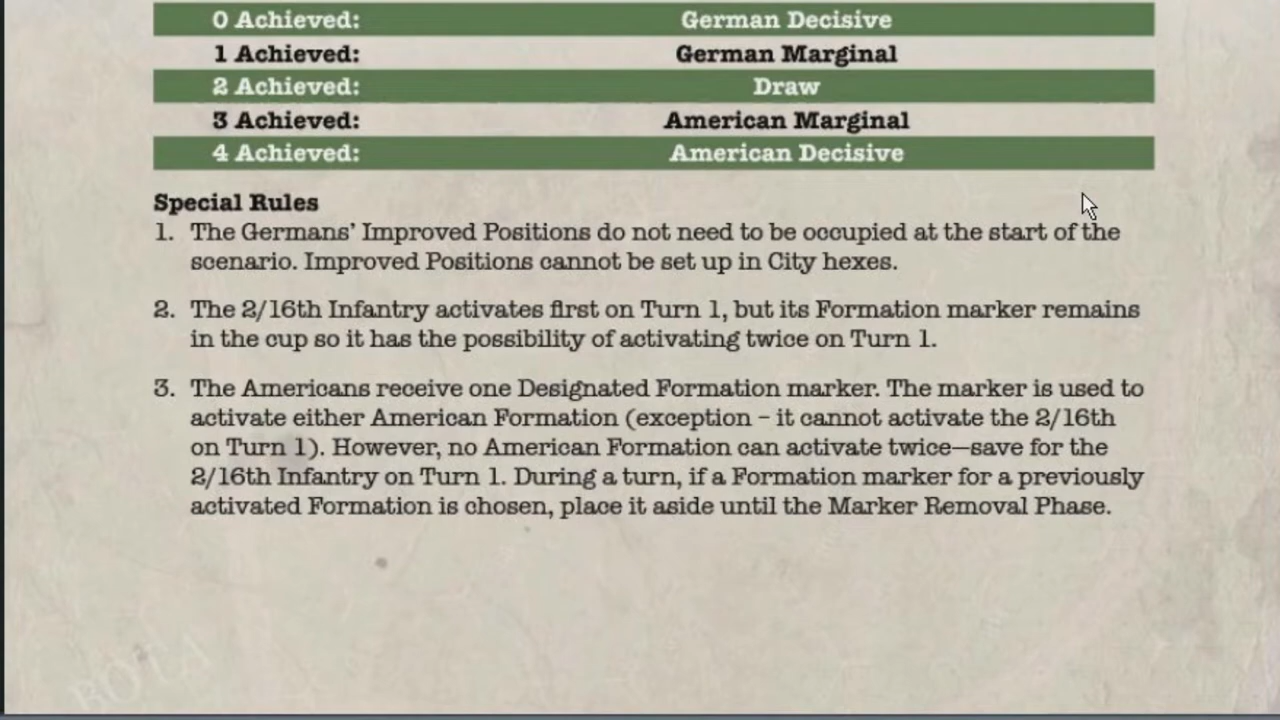 0 Achieved: German Decisive
1 Achieved: German Marginal
2 Achieved: Draw
3 Achieved: American Marginal
4 Achieved: American Decisive
Special Rules
1. The Germans' Improved Positions do not need to be occupied at the start of the
scenario. Improved Positions cannot be set up in City hexes.
2. The 2/16th Infantry activates first on Turn 1, but its Formation marker remains
in the cup so it has the possibility of activating twice on Turn 1.
3. The Americans receive one Designated Formation marker. The marker is used to
activate either American Formation (exception – it cannot activate the 2/16th
on Turn 1). However, no American Formation can activate twice—save for the
2/16th Infantry on Turn 1. During a turn, if a Formation marker for a previously
activated Formation is chosen, place it aside until the Marker Removal Phase.